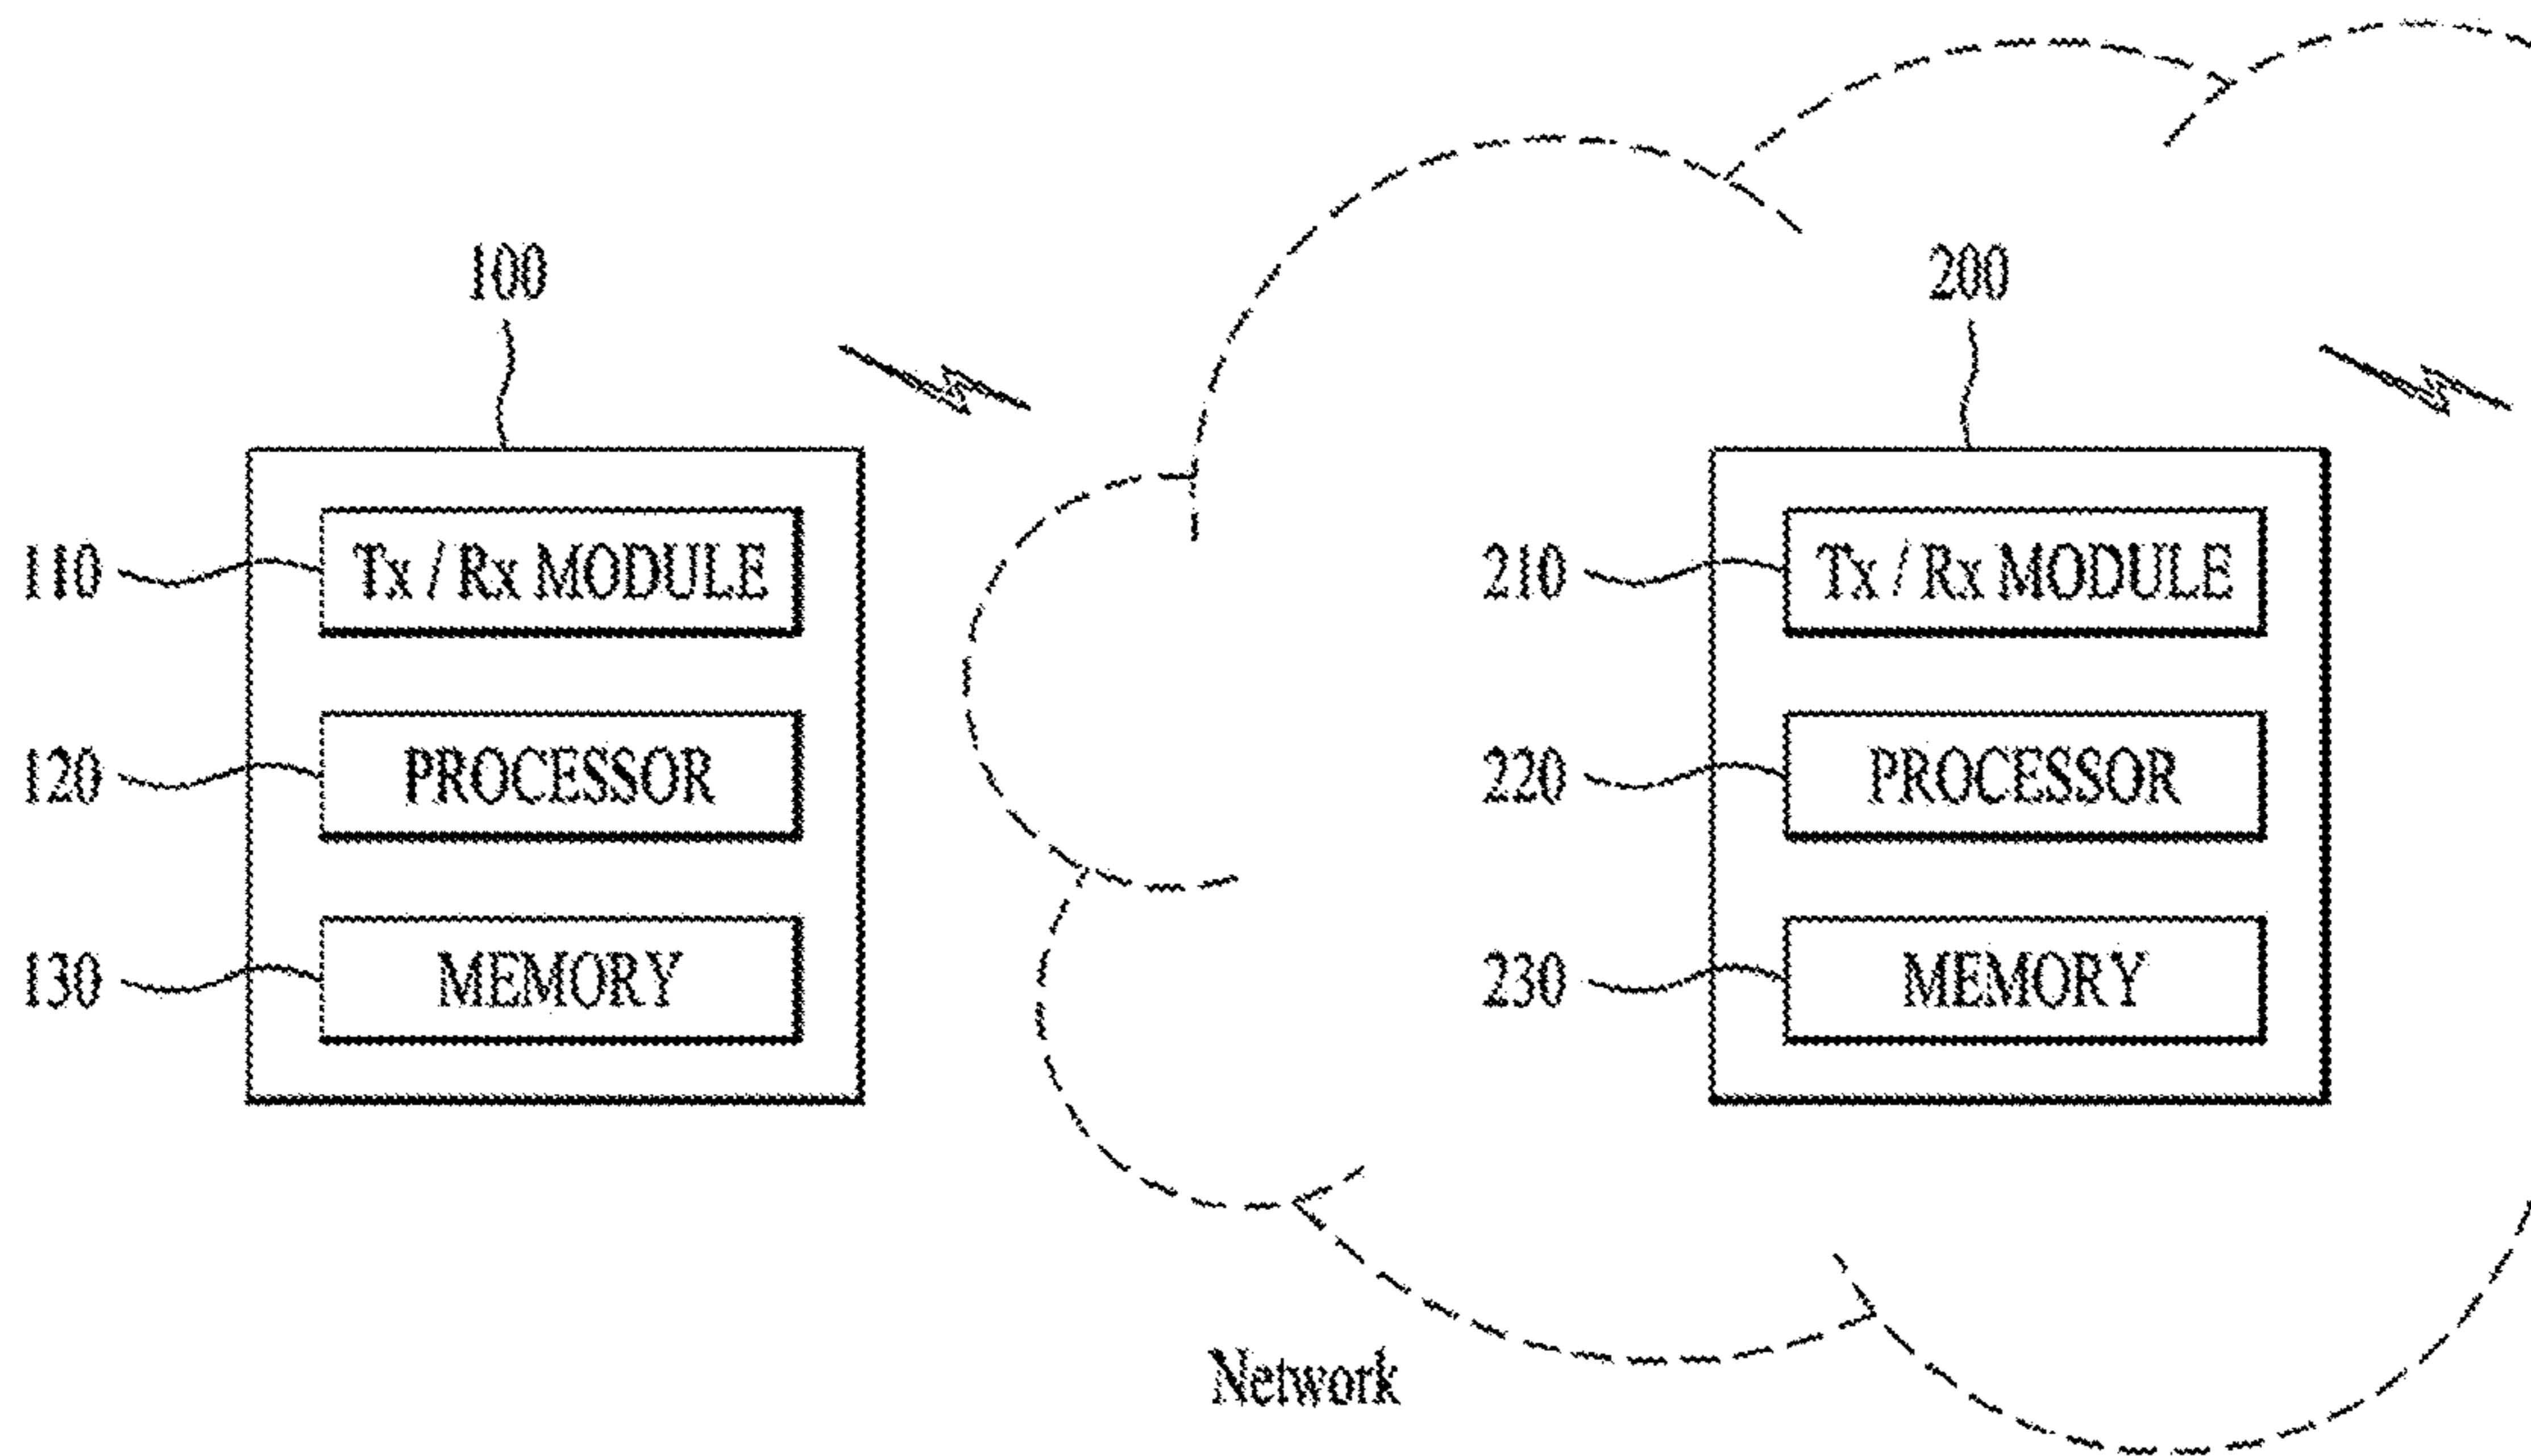 100
200
110
Tx / Rx MODULE
210
Tx / Rx MODULE
120
PROCESSOR
220
PROCESSOR
130
MEMORY
230
MEMORY
Network